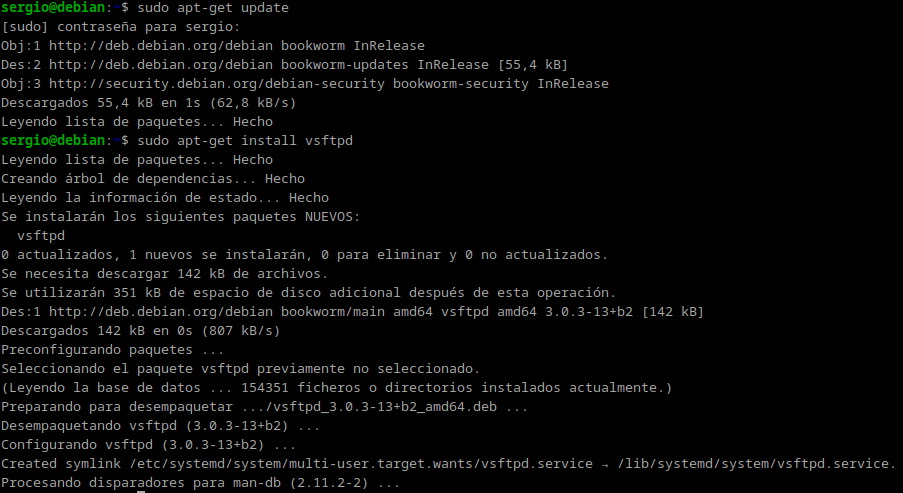 sergio@debian:~$ sudo apt-get update
[sudo] contraseña para sergio:
Obj:1 http://deb.debian.org/debian bookworm InRelease
Des:2 http://deb.debian.org/debian bookworm-updates InRelease [55,4 kB]
Obj:3 http://security.debian.org/debian-security bookworm-security InRelease
Descargados 55,4 kB en 1s (62,8 kB/s)
Leyendo lista de paquetes... Hecho
sergio@debian:~$ sudo apt-get install vsftpd
Leyendo lista de paquetes... Hecho
Creando árbol de dependencias... Hecho
Leyendo la información de estado... Hecho
Se instalarán los siguientes paquetes NUEVOS:
  vsftpd
0 actualizados, 1 nuevos se instalarán, 0 para eliminar y 0 no actualizados.
Se necesita descargar 142 kB de archivos.
Se utilizarán 351 kB de espacio de disco adicional después de esta operación.
Des:1 http://deb.debian.org/debian bookworm/main amd64 vsftpd amd64 3.0.3-13+b2 [142 kB]
Descargados 142 kB en 0s (807 kB/s)
Preconfigurando paquetes ...
Seleccionando el paquete vsftpd previamente no seleccionado.
(Leyendo la base de datos ... 154351 ficheros o directorios instalados actualmente.)
Preparando para desempaquetar .../vsftpd_3.0.3-13+b2_amd64.deb ...
Desempaquetando vsftpd (3.0.3-13+b2) ...
Configurando vsftpd (3.0.3-13+b2) ...
Created symlink /etc/systemd/system/multi-user.target.wants/vsftpd.service → /lib/systemd/system/vsftpd.service.
Procesando disparadores para man-db (2.11.2-2) ...